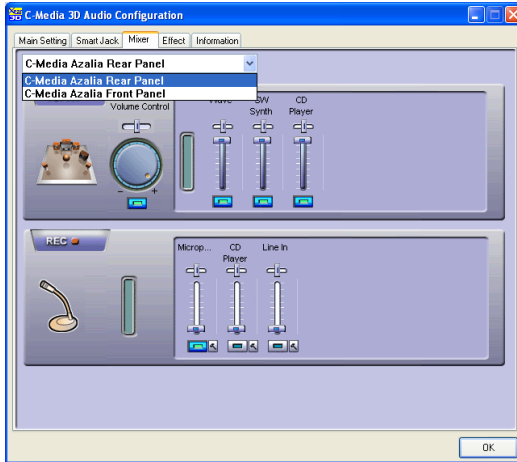 C-Media 3D Audio Configuration
Main Setting Smart Jack Mixer Effect Information
C-Media Azalia Rear Panel
C-Media Azalia Rear Panel
C-Media Azalia Front Panel
Volume Control
Wave SW Synth CD Player
- +
REC
Microp... CD Player Line In
OK